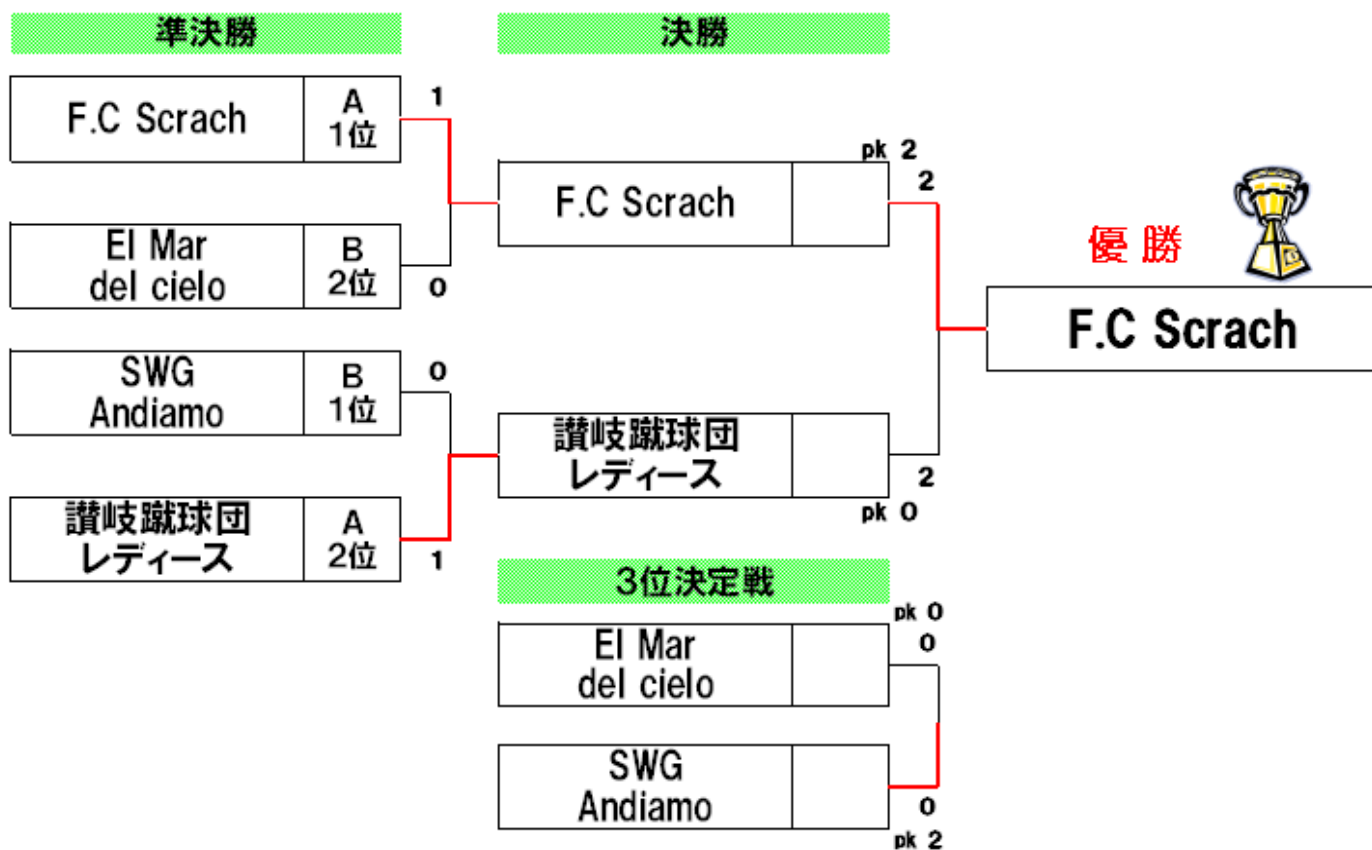 準決勝
F.C Scrach
A
1位
1
El Mar
del cielo
B
2位
0
SWG
Andiamo
B
1位
0
讃岐蹴球団
レディース
A
2位
1
決勝
pk 2
2
F.C Scrach
讃岐蹴球団
レディース
2
pk 0
優勝
F.C Scrach
3位決定戦
pk 0
0
El Mar
del cielo
SWG
Andiamo
0
pk 2